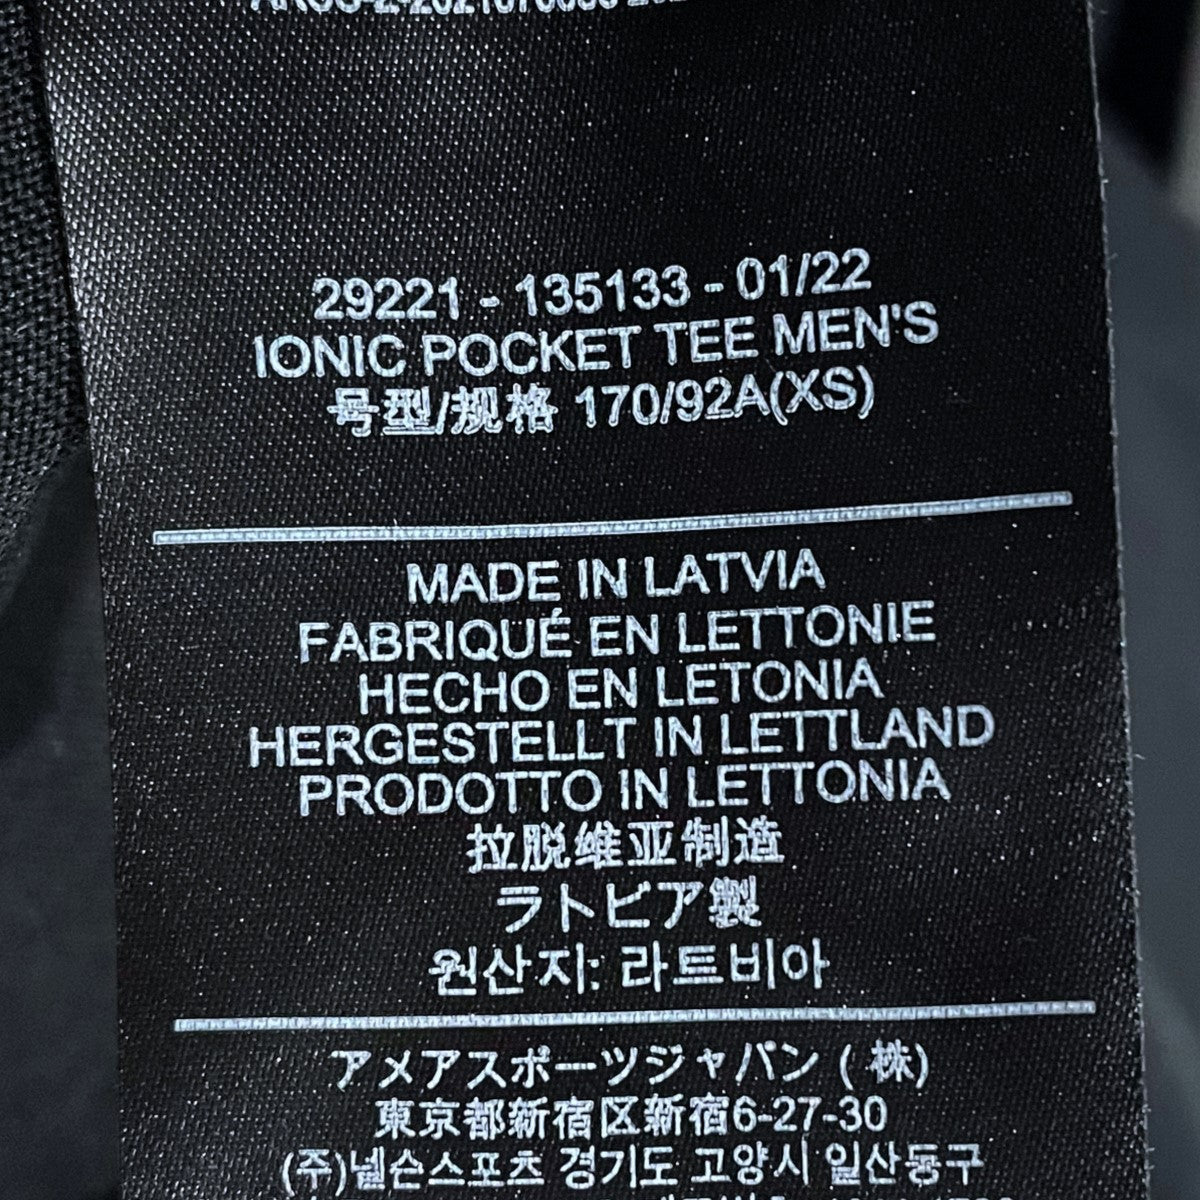 29221 - 135133 - 01/22
IONIC POCKET TEE MEN'S
号型/规格 170/92A(XS)
MADE IN LATVIA
FABRIQUÉ EN LETTONIE
HECHO EN LETONIA
HERGESTELLT IN LETTLAND
PRODOTTO IN LETTONIA
拉脱维亚制造
ラトビア製
원산지: 라트비아
アメアスポーツジャパン ( 株)
東京都新宿区新宿6-27-30
(주)넬슨스포츠 경기도 고양시 일산동구